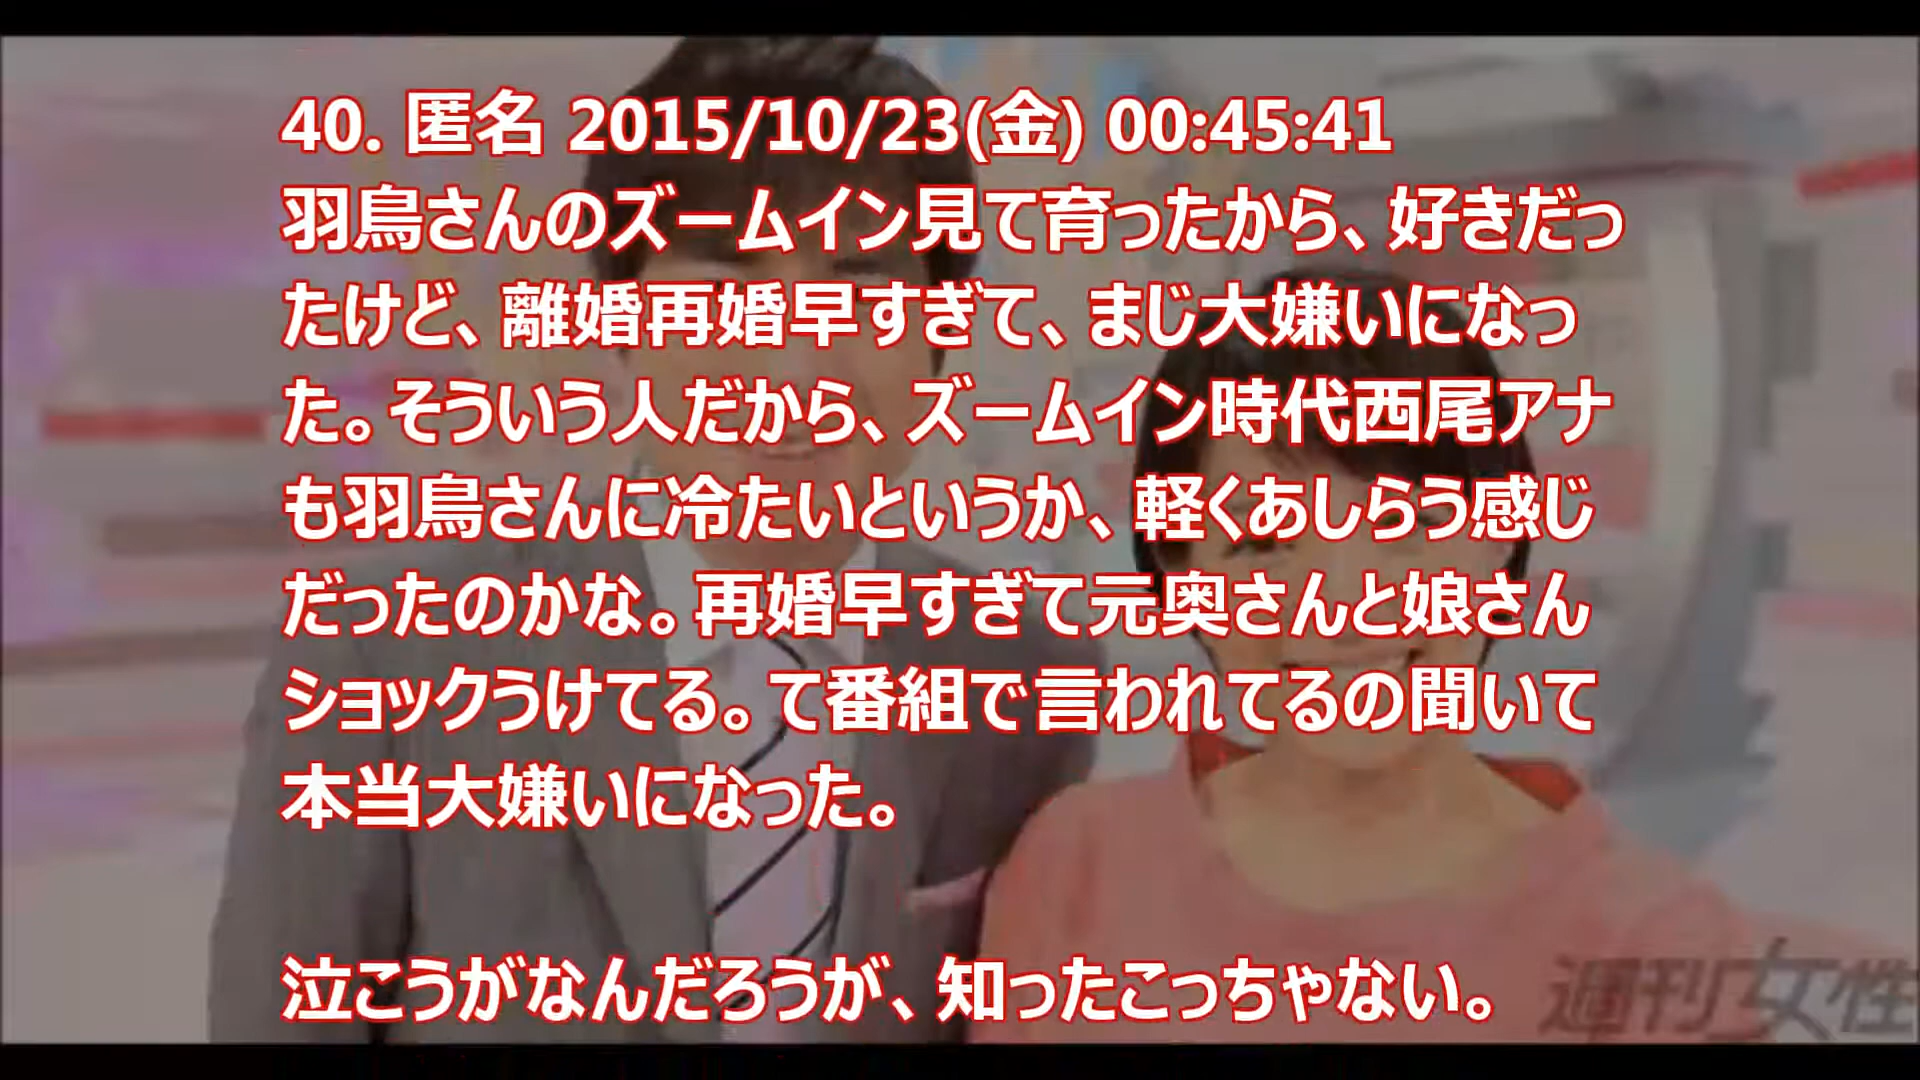 40. 匿名 2015/10/23(金) 00:45:41
羽鳥さんのズームイン見て育ったから、好きだっ
たけど、離婚再婚早すぎて、まじ大嫌いになっ
た。そういう人だから、ズームイン時代西尾アナ
も羽鳥さんに冷たいというか、軽くあしらう感じ
だったのかな。再婚早すぎて元奥さんと娘さん
ショックうけてる。て番組で言われてるの聞いて
本当大嫌いになった。
泣こうがなんだろうが、知ったこっちゃない。
週刊女性